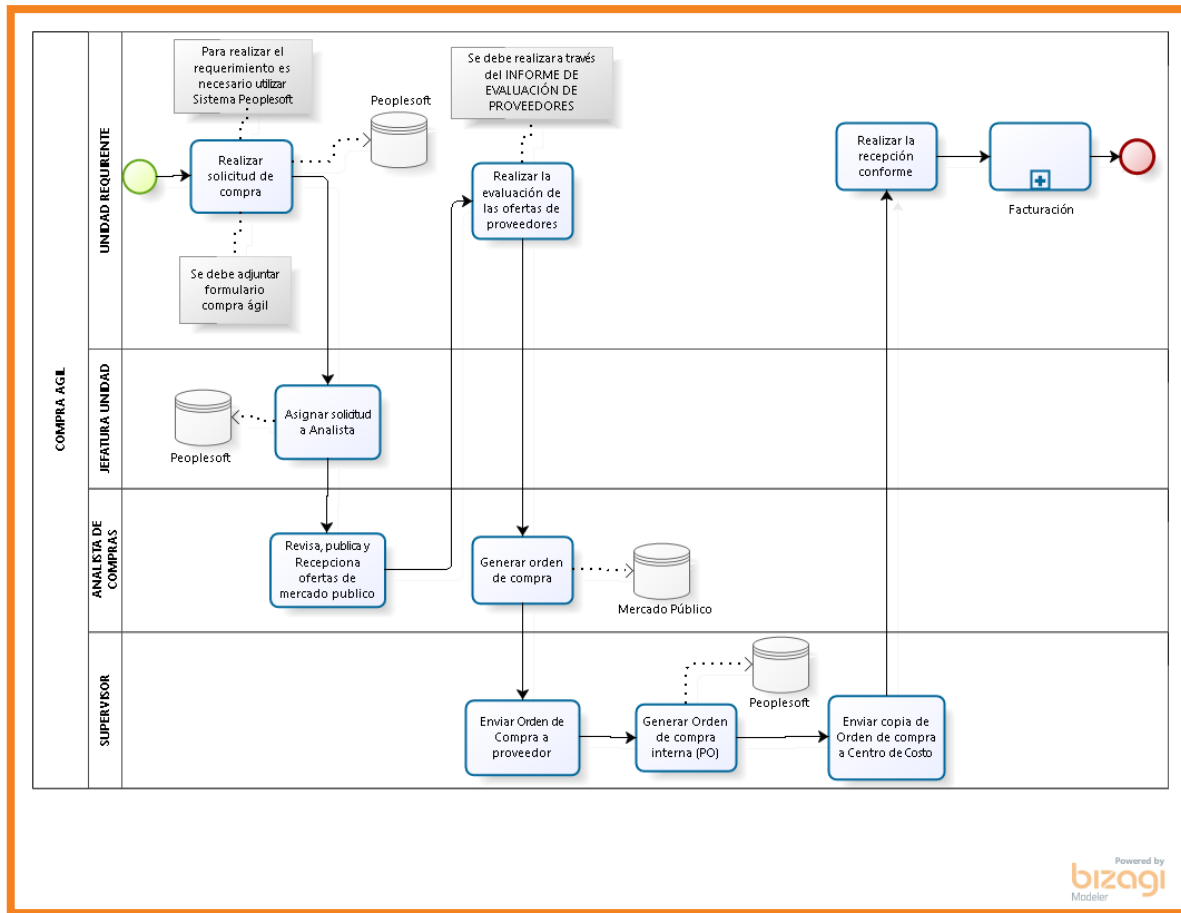 COMPRA AGIL
UNIDAD REQUIRENTE
Para realizar el
requerimiento es
necesario utilizar
Sistema Peoplesoft
Peoplesoft
Realizar
solicitud de
compra
Se debe adjuntar
formulario
compra ágil
Se debe realizar a través
del INFORME DE
EVALUACIÓN DE
PROVEEDORES
Realizar la
evaluación de
las ofertas de
proveedores
Realizar la
recepción
conforme
Facturación
JEFATURA UNIDAD
Peoplesoft
Asignar solicitud
a Analista
ANALISTA DE
COMPRAS
Revisa, publica y
Recepciona
ofertas de
mercado publico
Generar orden
de compra
Mercado Público
SUPERVISOR
Enviar Orden de
Compra a
proveedor
Generar Orden
de compra
interna (PO)
Peoplesoft
Enviar copia de
Orden de compra
a Centro de Costo
Powered by
bizagi
Modeler